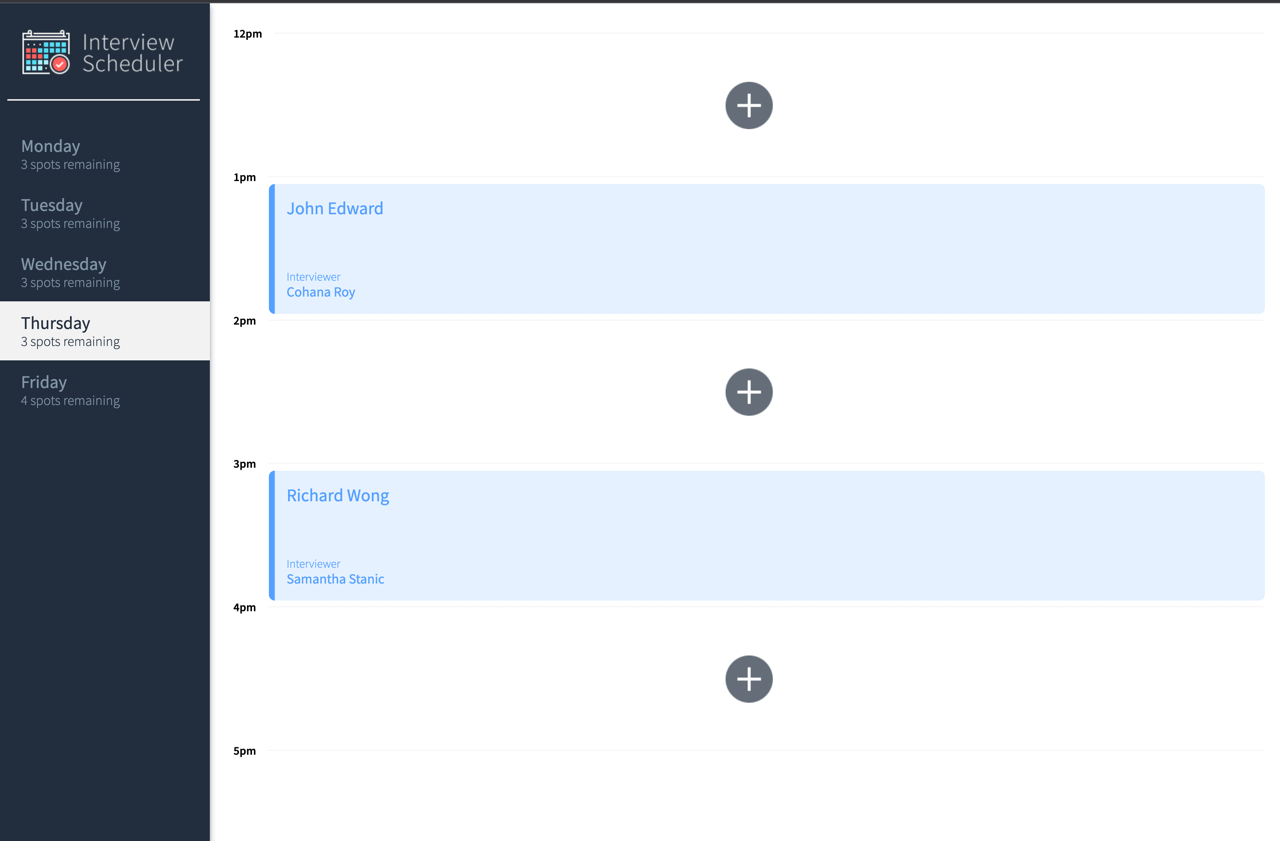 Interview
Scheduler
Monday
3 spots remaining
Tuesday
3 spots remaining
Wednesday
3 spots remaining
Thursday
3 spots remaining
Friday
4 spots remaining
12pm
1pm
John Edward
Interviewer
Cohana Roy
2pm
3pm
Richard Wong
Interviewer
Samantha Stanic
4pm
5pm